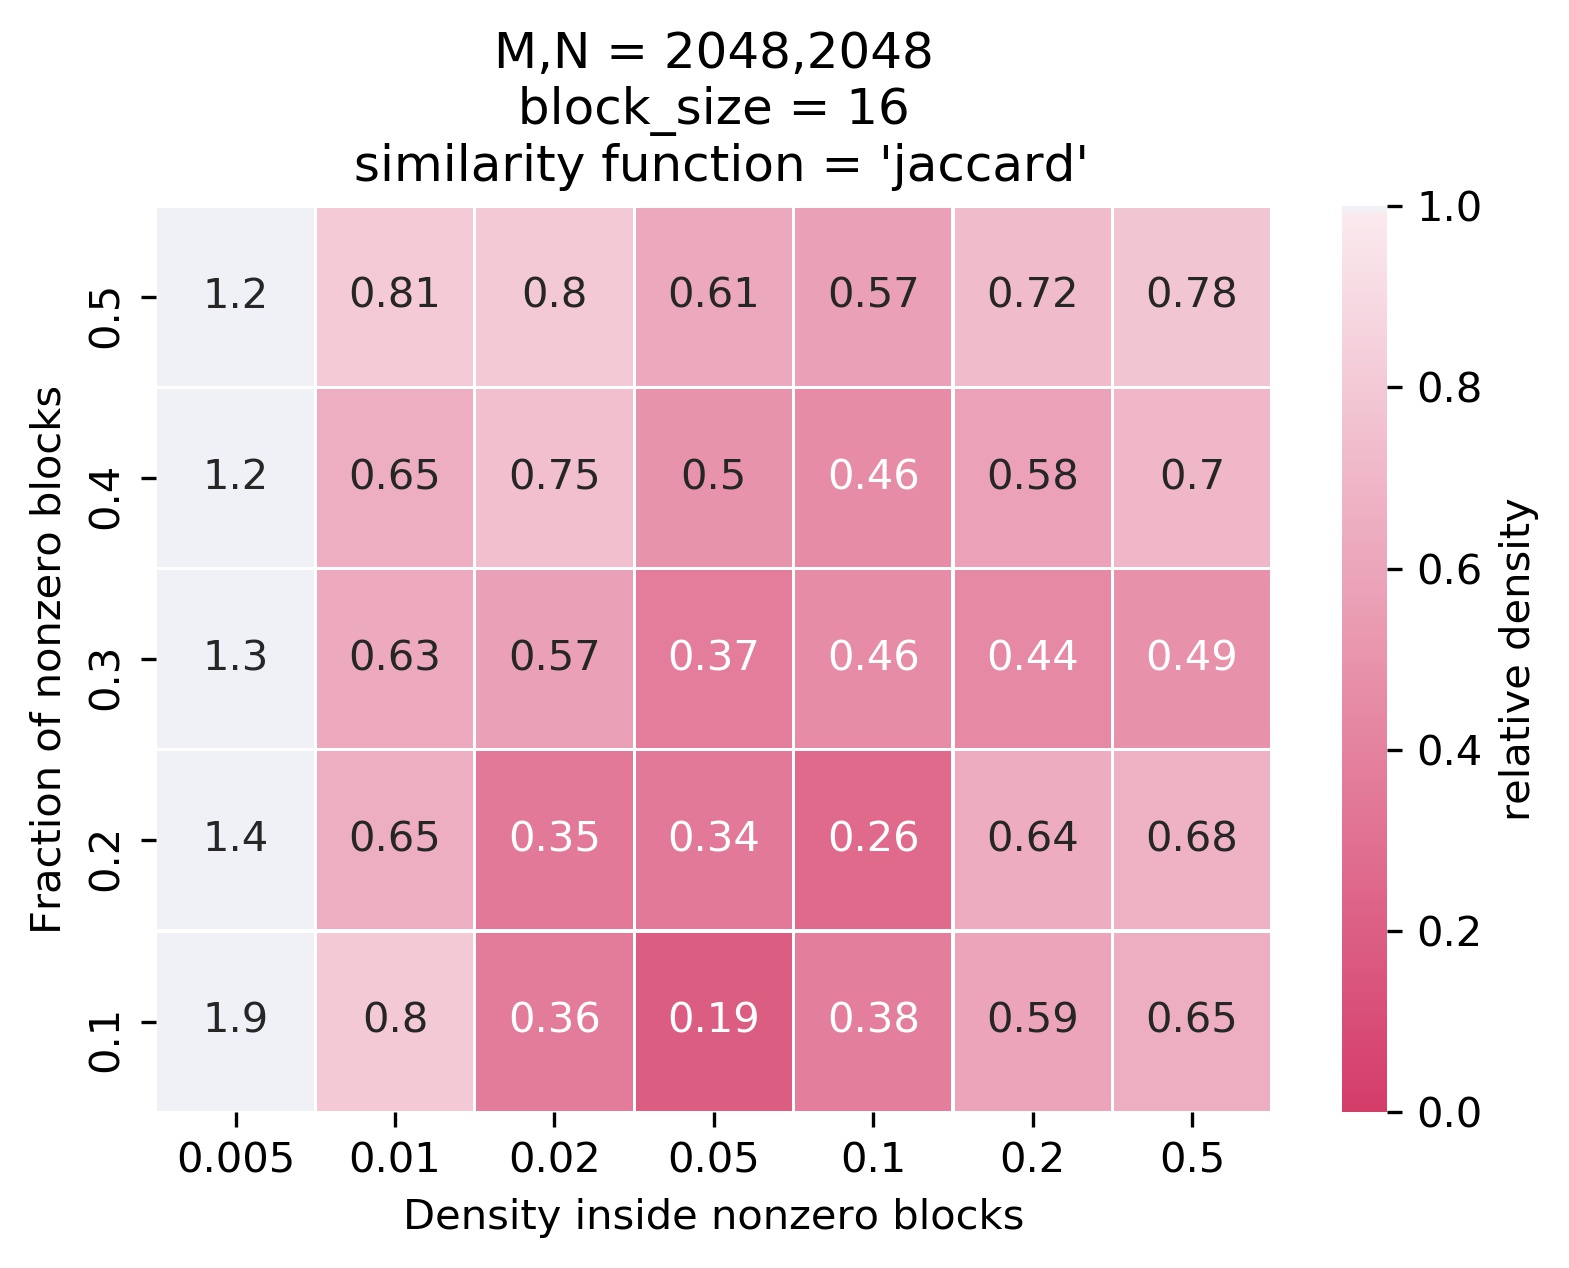 M,N = 2048,2048
block_size = 16
similarity function = 'jaccard'
Fraction of nonzero blocks
0.5 1.2 0.81 0.8 0.61 0.57 0.72 0.78
0.4 1.2 0.65 0.75 0.5 0.46 0.58 0.7
0.3 1.3 0.63 0.57 0.37 0.46 0.44 0.49
0.2 1.4 0.65 0.35 0.34 0.26 0.64 0.68
0.1 1.9 0.8 0.36 0.19 0.38 0.59 0.65
0.005 0.01 0.02 0.05 0.1 0.2 0.5
Density inside nonzero blocks
1.0
0.8
0.6
0.4
0.2
0.0
relative density